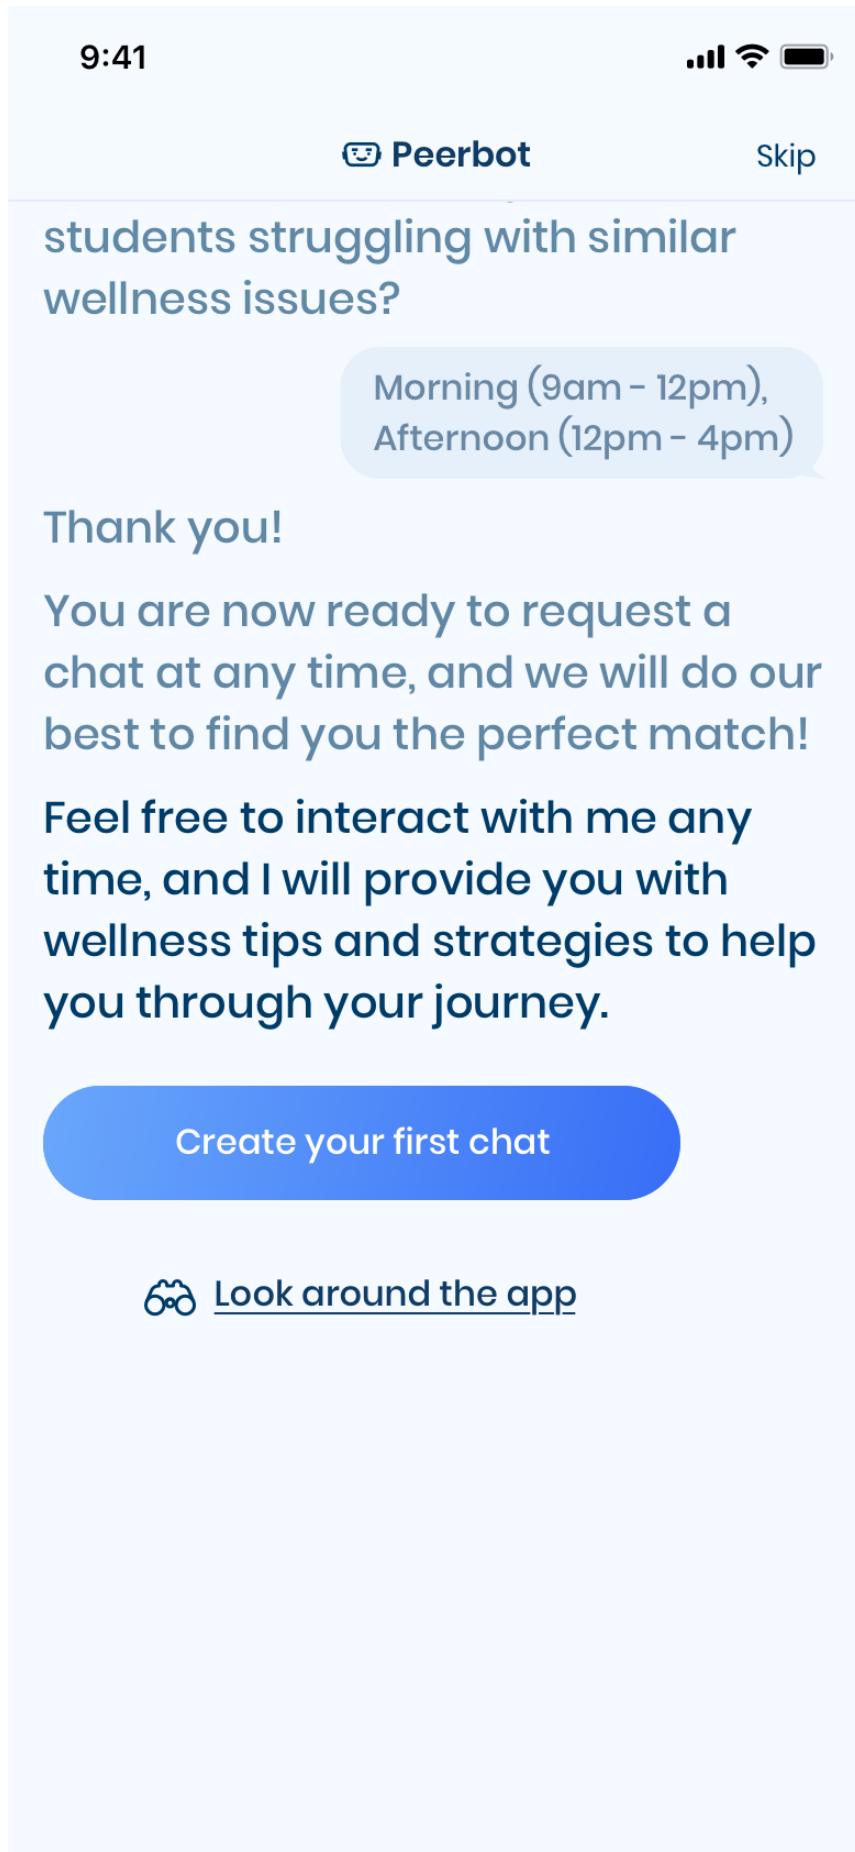 9:41
Peerbot
Skip
students struggling with similar
wellness issues?
Morning (9am - 12pm),
Afternoon (12pm - 4pm)
Thank you!
You are now ready to request a
chat at any time, and we will do our
best to find you the perfect match!
Feel free to interact with me any
time, and I will provide you with
wellness tips and strategies to help
you through your journey.
Create your first chat
Look around the app